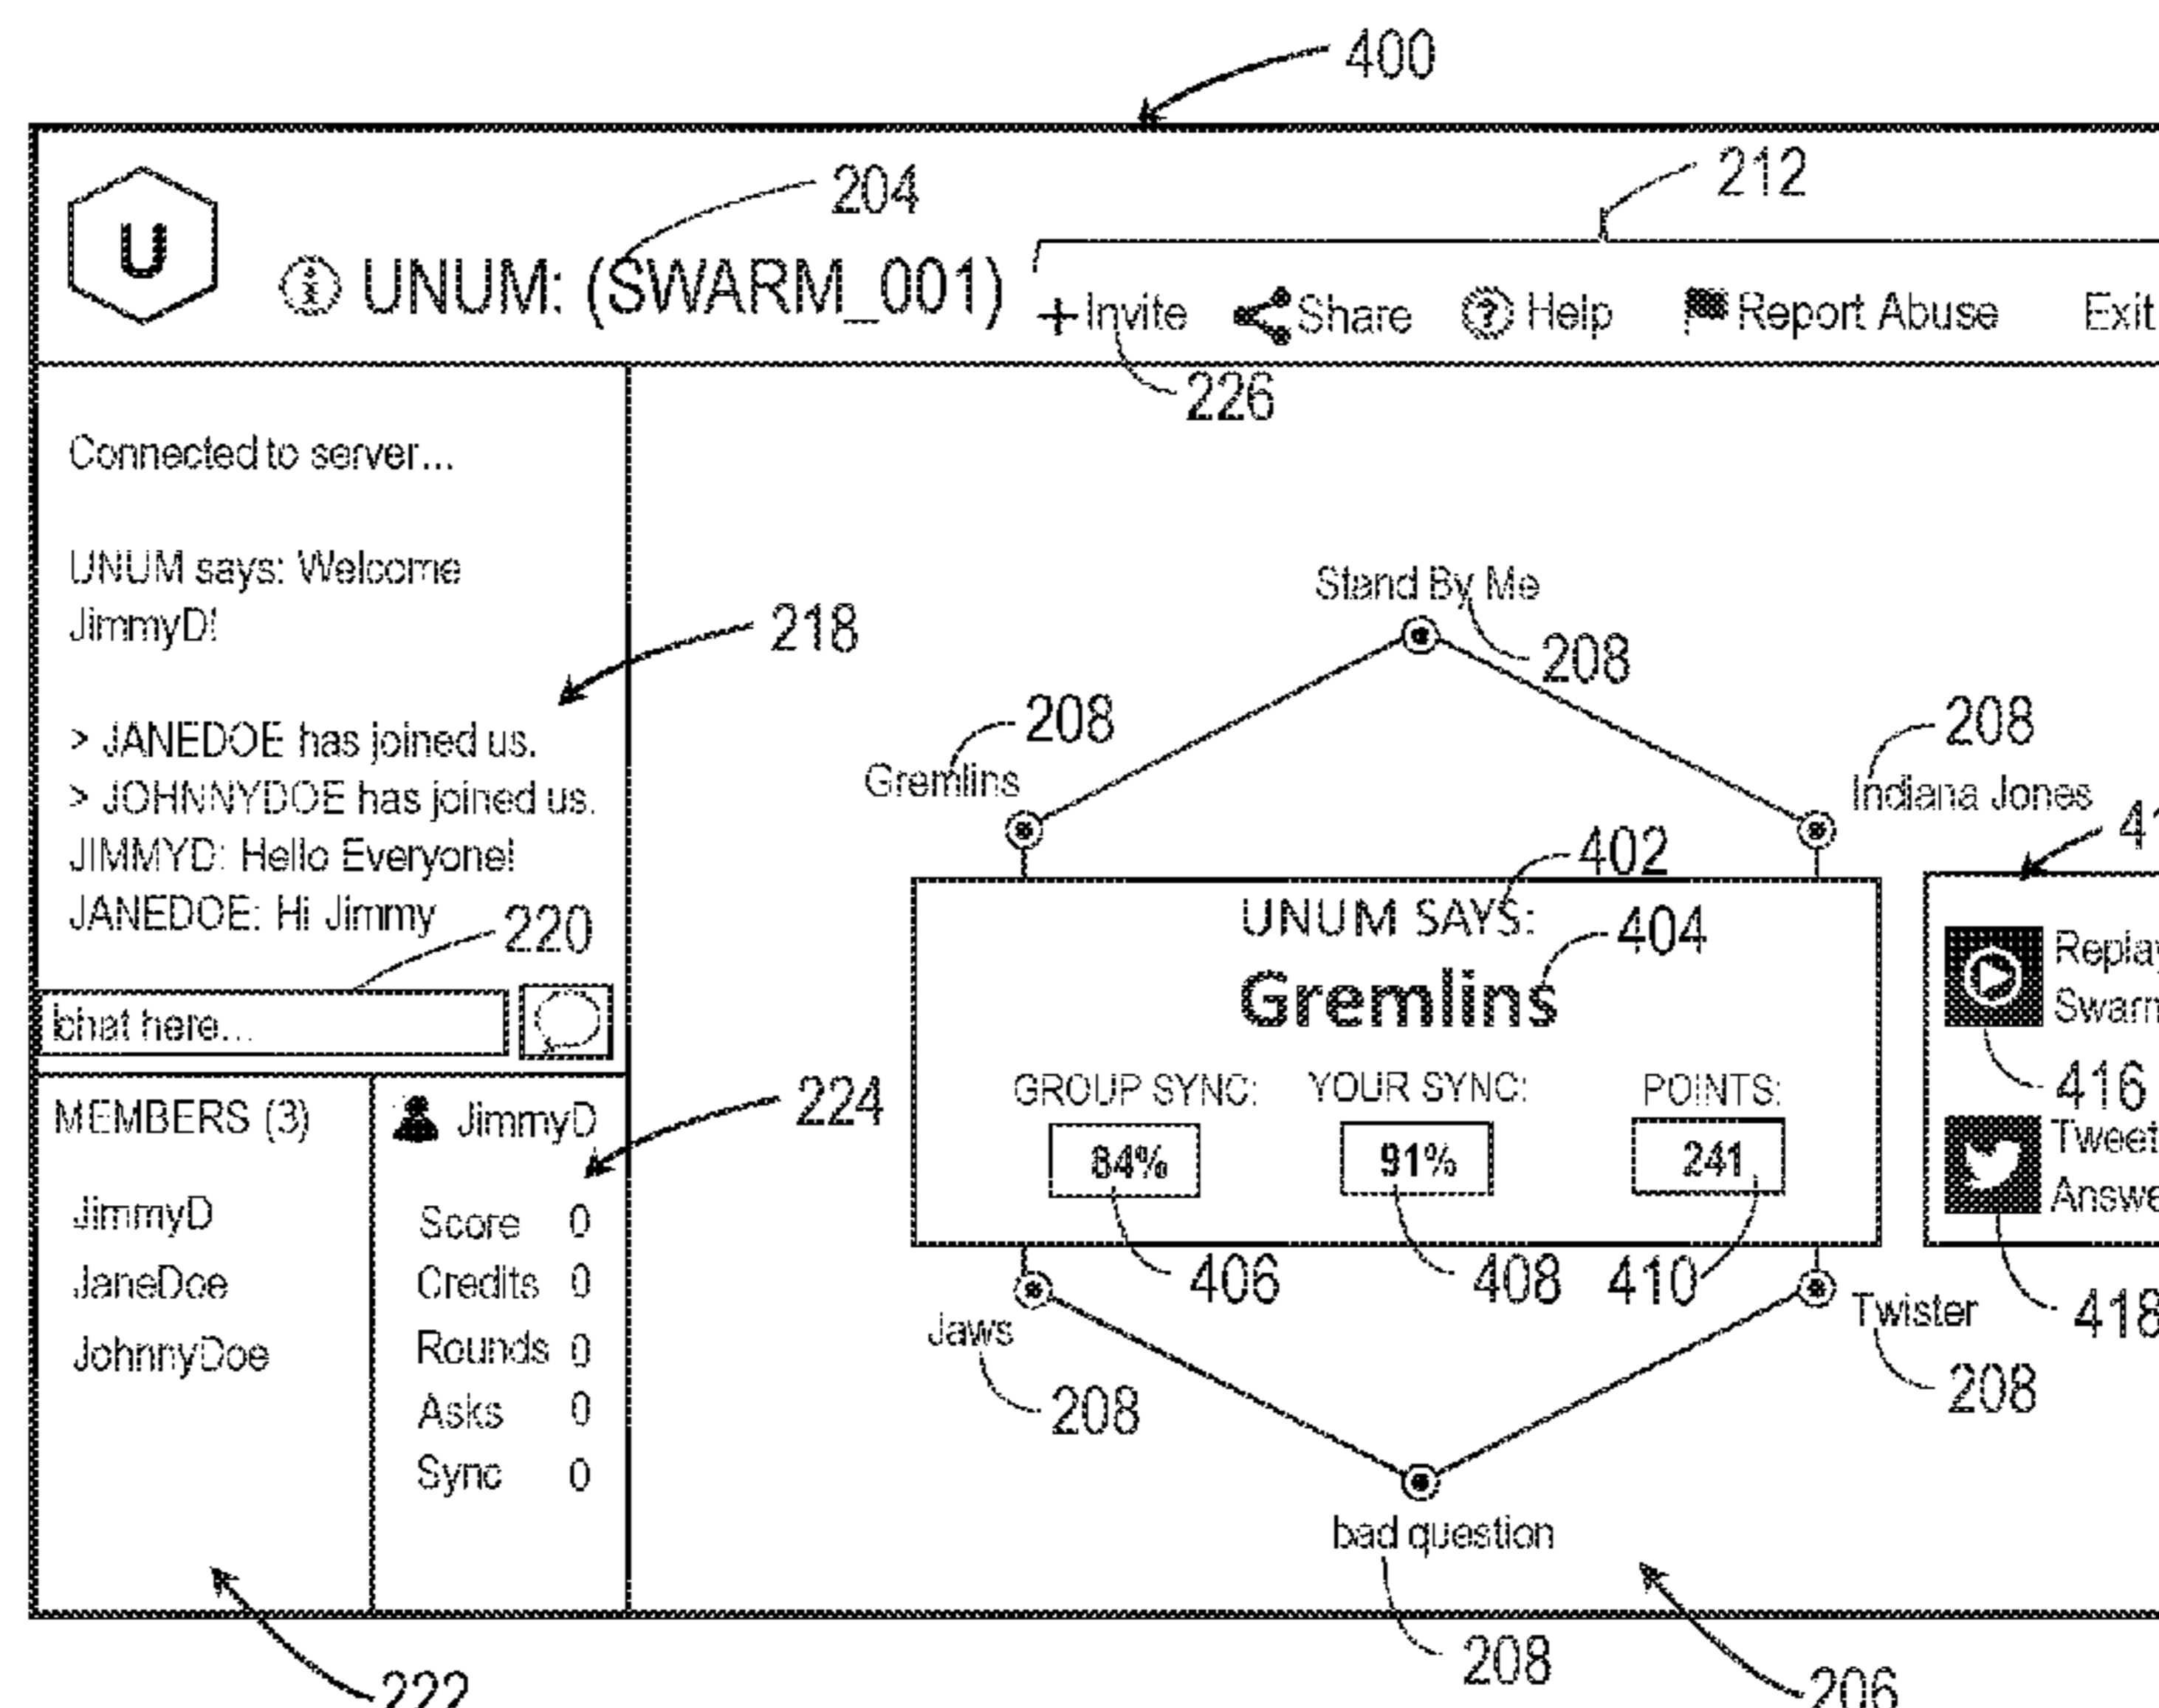 400
212
204
U
UNUM: (SWARM_001)
+Invite Share ? Help Report Abuse Exit
226
Connected to server...
UNUM says: Welcome
JimmyD!
218
> JANEDOE has joined us.
> JOHNNYDOE has joined us.
JIMMYD: Hello Everyone!
JANEDOE: Hi Jimmy
220
chat here...
MEMBERS (3)
JimmyD
JaneDoe
JohnnyDoe
222
JimmyD
224
Score 0
Credits 0
Rounds 0
Asks 0
Sync 0
Stand By Me
208
208
Gremlins
208
Indiana Jones
402
UNUM SAYS:
404
Gremlins
GROUP SYNC: YOUR SYNC: POINTS:
84% 91% 241
406 408 410
Replay
416
Tweet
418
Jaws
208
Twister
208
bad question
208
206